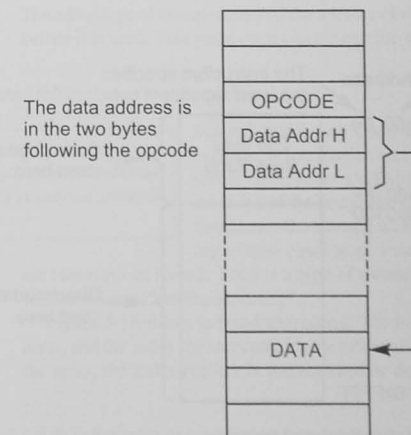 The data address is
in the two bytes
following the opcode
OPCODE
Data Addr H
Data Addr L
DATA